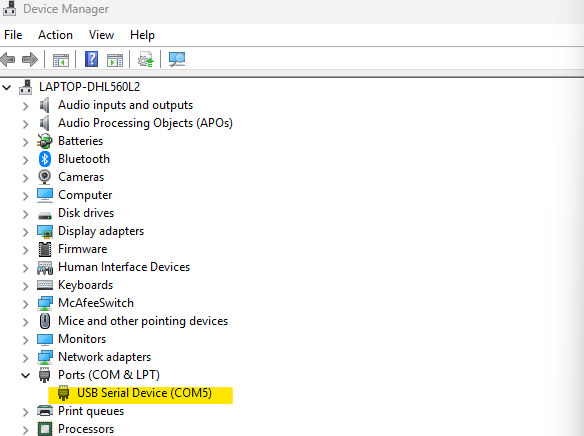 Device Manager
File Action View Help
LAPTOP-DHL560L2
Audio inputs and outputs
Audio Processing Objects (APOs)
Batteries
Bluetooth
Cameras
Computer
Disk drives
Display adapters
Firmware
Human Interface Devices
Keyboards
McAfeeSwitch
Mice and other pointing devices
Monitors
Network adapters
Ports (COM & LPT)
USB Serial Device (COM5)
Print queues
Processors